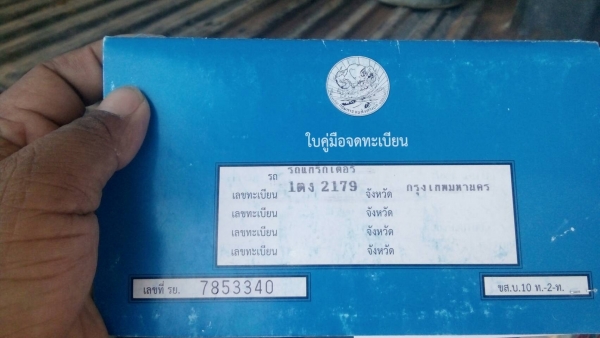 ใบคู่มือจดทะเบียน
รถ รถแทรกเตอร์
เลขทะเบียน 1ตง 2179 จังหวัด กรุงเทพมหานคร
เลขทะเบียน จังหวัด
เลขทะเบียน จังหวัด
เลขทะเบียน จังหวัด
เลขที่ รย. 7853340
ขส.บ.10 ท.-2-ท.